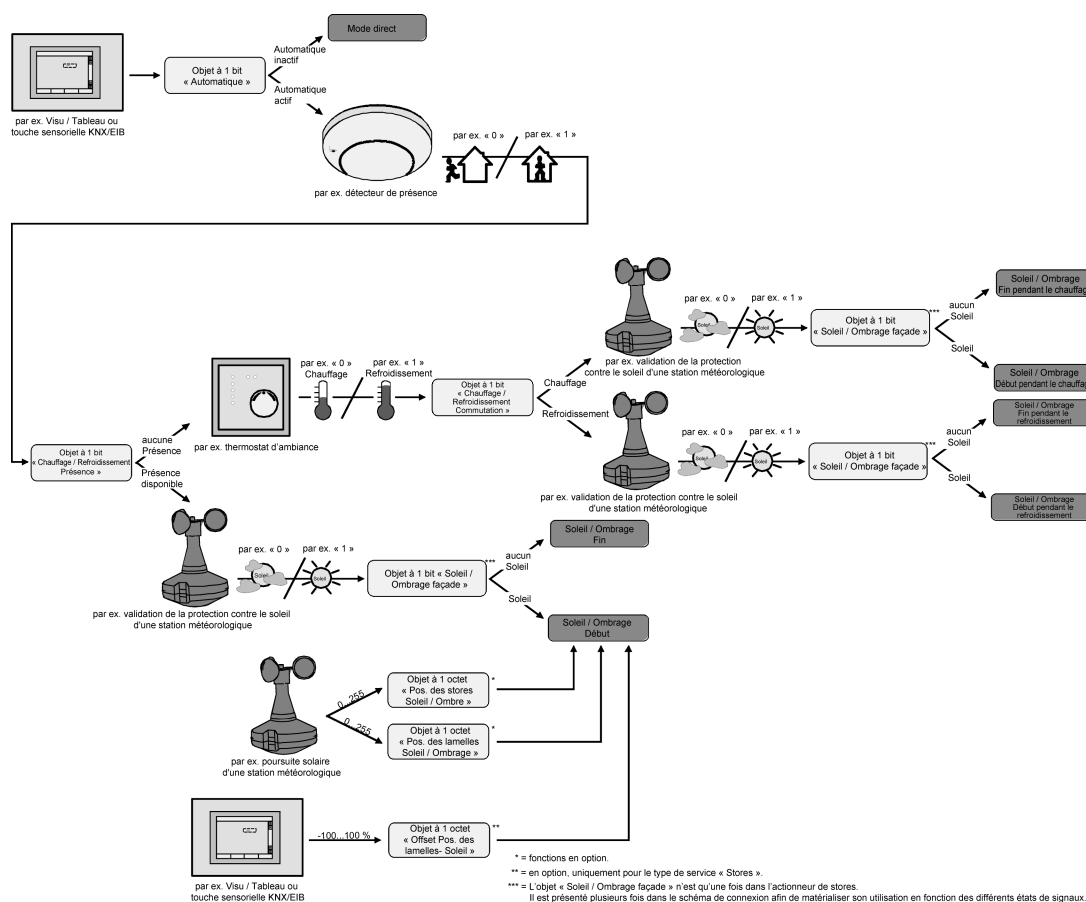 Mode direct
Automatique
inactif
Objet à 1 bit
« Automatique »
Automatique
actif
par ex. Visu / Tableau ou
touche sensorielle KNX/EIB
par ex. « 0 »
par ex. « 1 »
par ex. détecteur de présence
Soleil / Ombrage
Fin pendant le chauffag
par ex. « 0 »
par ex. « 1 »
aucun
Soleil
Soleil
Soleil
Objet à 1 bit
« Soleil / Ombrage façade »
***
Soleil
par ex. validation de la protection
contre le soleil d'une station météorologique
Soleil / Ombrage
Début pendant le chauffag
par ex. « 0 »
Chauffage
par ex. « 1 »
Refroidissement
Objet à 1 bit
« Chauffage /
Refroidissement
Commutation »
Chauffage
Refroidissement
par ex. thermostat d'ambiance
Soleil / Ombrage
Fin pendant le
refroidissement
par ex. « 0 »
par ex. « 1 »
aucun
Soleil
Soleil
Soleil
Objet à 1 bit
« Soleil / Ombrage façade »
***
Soleil
par ex. validation de la protection contre le soleil
d'une station météorologique
Soleil / Ombrage
Début pendant le
refroidissement
aucune
Présence
Objet à 1 bit
« Chauffage / Refroidissement
Présence »
Présence
disponible
Soleil / Ombrage
Fin
par ex. « 0 »
par ex. « 1 »
aucun
Soleil
Soleil
Soleil
Objet à 1 bit « Soleil /
Ombrage façade »
***
Soleil
par ex. validation de la protection contre le soleil
d'une station météorologique
Soleil / Ombrage
Début
0...255
Objet à 1 octet
« Pos. des stores
Soleil / Ombre »
*
0...255
Objet à 1 octet
« Pos. des lamelles
Soleil / Ombrage »
*
par ex. poursuite solaire
d'une station météorologique
-100...100 %
Objet à 1 octet
« Offset Pos. des
lamelles- Soleil »
**
par ex. Visu / Tableau ou
touche sensorielle KNX/EIB
* = fonctions en option.
** = en option, uniquement pour le type de service « Stores ».
*** = L'objet « Soleil / Ombrage façade » n'est qu'une fois dans l'actionneur de stores.
Il est présenté plusieurs fois dans le schéma de connexion afin de matérialiser son utilisation en fonction des différents états de signaux.